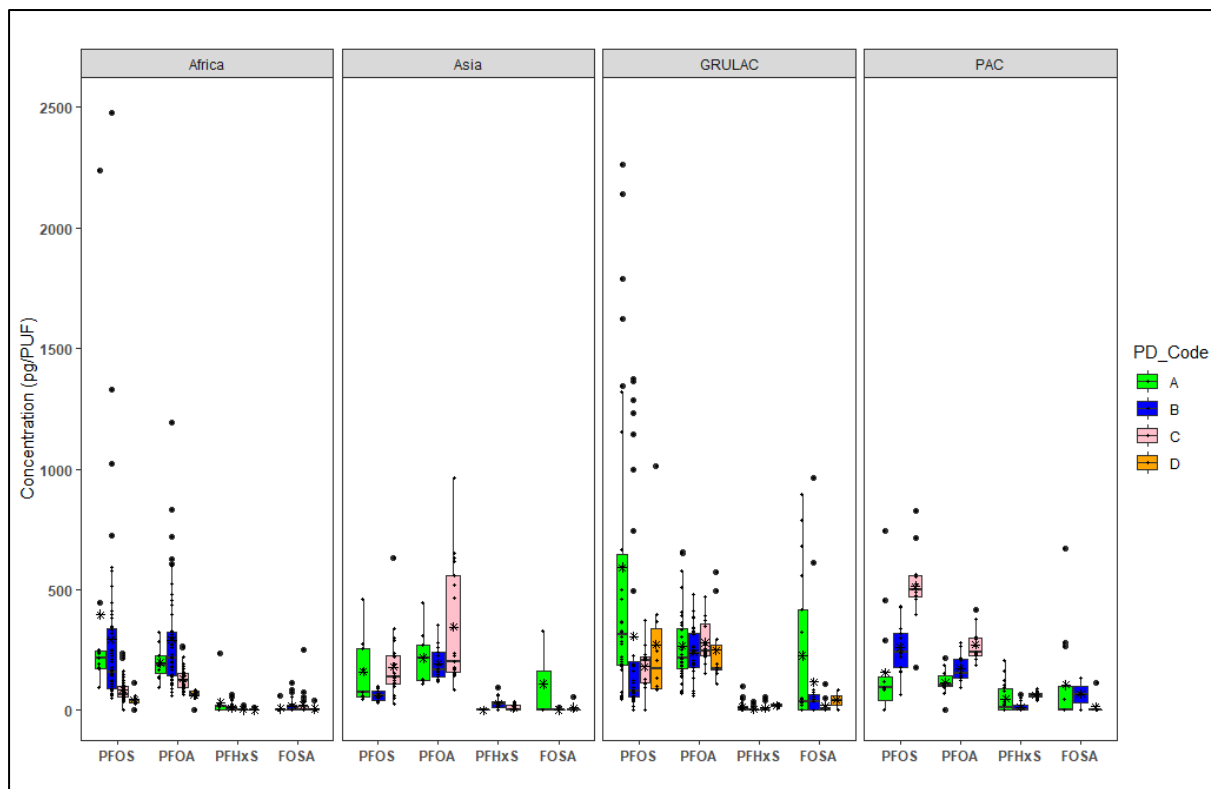 Africa
Asia
GRULAC
PAC
Concentration (pg/PUF)
2500
2000
1500
1000
500
0
PFOS PFOA PFHxS FOSA
PFOS PFOA PFHxS FOSA
PFOS PFOA PFHxS FOSA
PFOS PFOA PFHxS FOSA
PD_Code
A
B
C
D